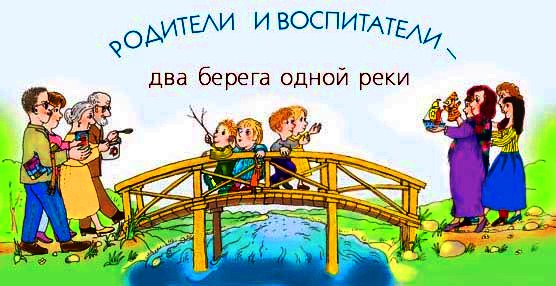 РОДИТЕЛИ И ВОСПИТАТЕЛИ –
два берега одной реки